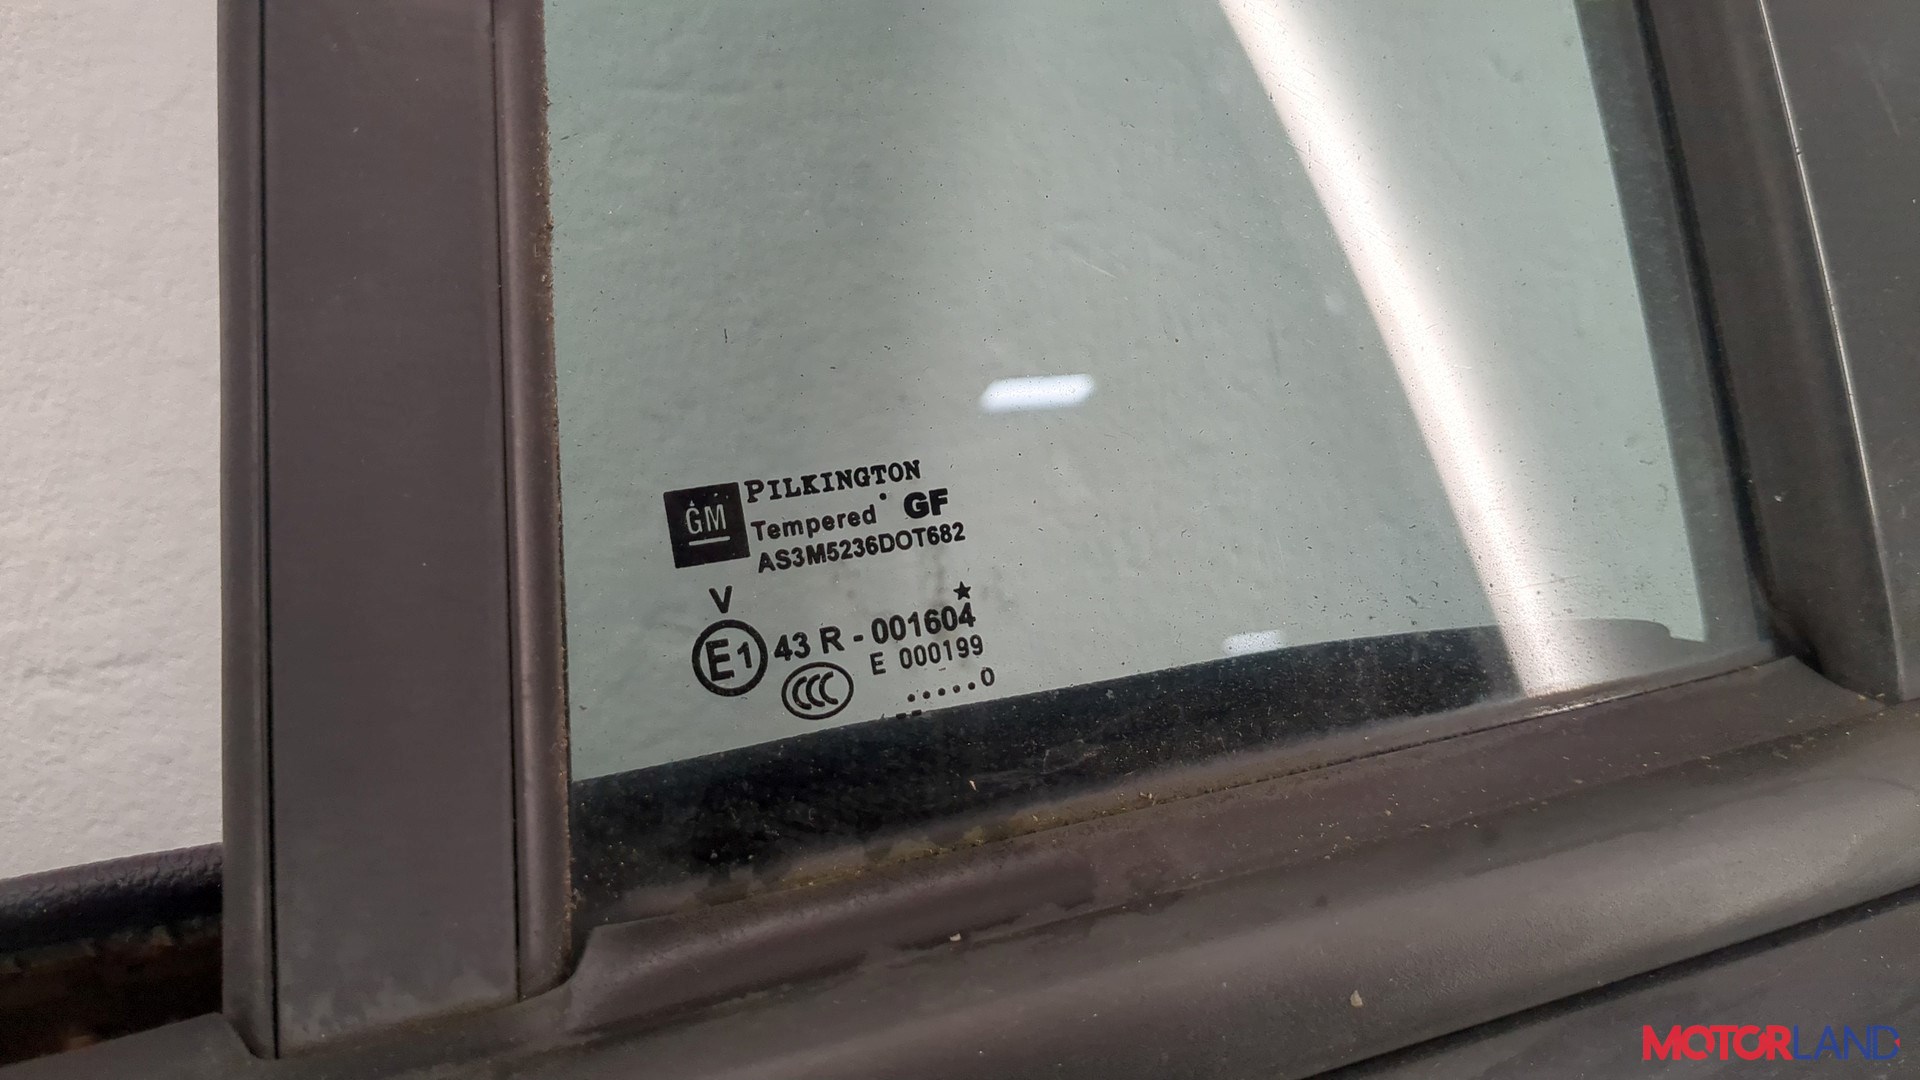 GM
PILKINGTON
Tempered GF
AS3M5236DOT682
V
E1 43 R - 001604
CCC E 000199
.....0
MOTORLAND